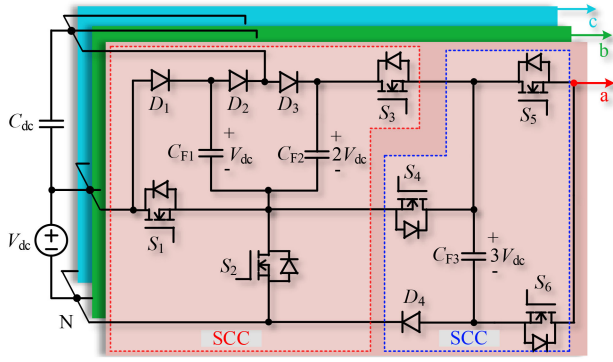 c
b
a
D1 D2 D3
S3 S5
Cdc
CF1 + Vdc - CF2 + 2Vdc -
S4
S1
Vdc
S2
CF3 + 3Vdc -
D4 S6
N
SCC SCC